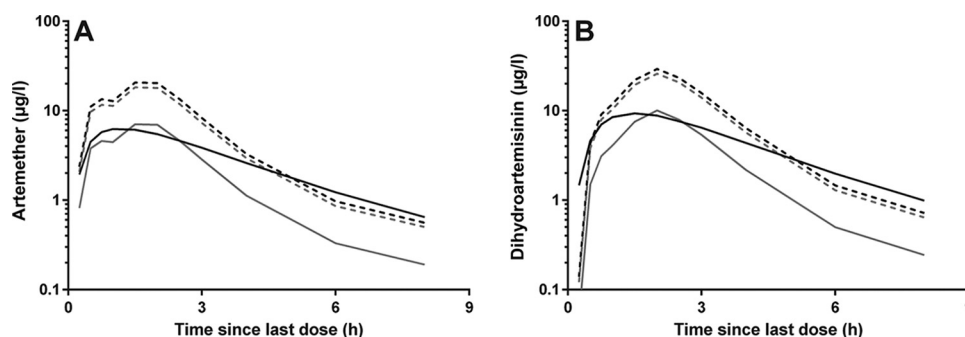 A
Artemether (µg/l)
100
10
1
0.1
0
3
6
9
Time since last dose (h)
B
Dihydroartemisinin (µg/l)
100
10
1
0.1
0
3
6
Time since last dose (h)